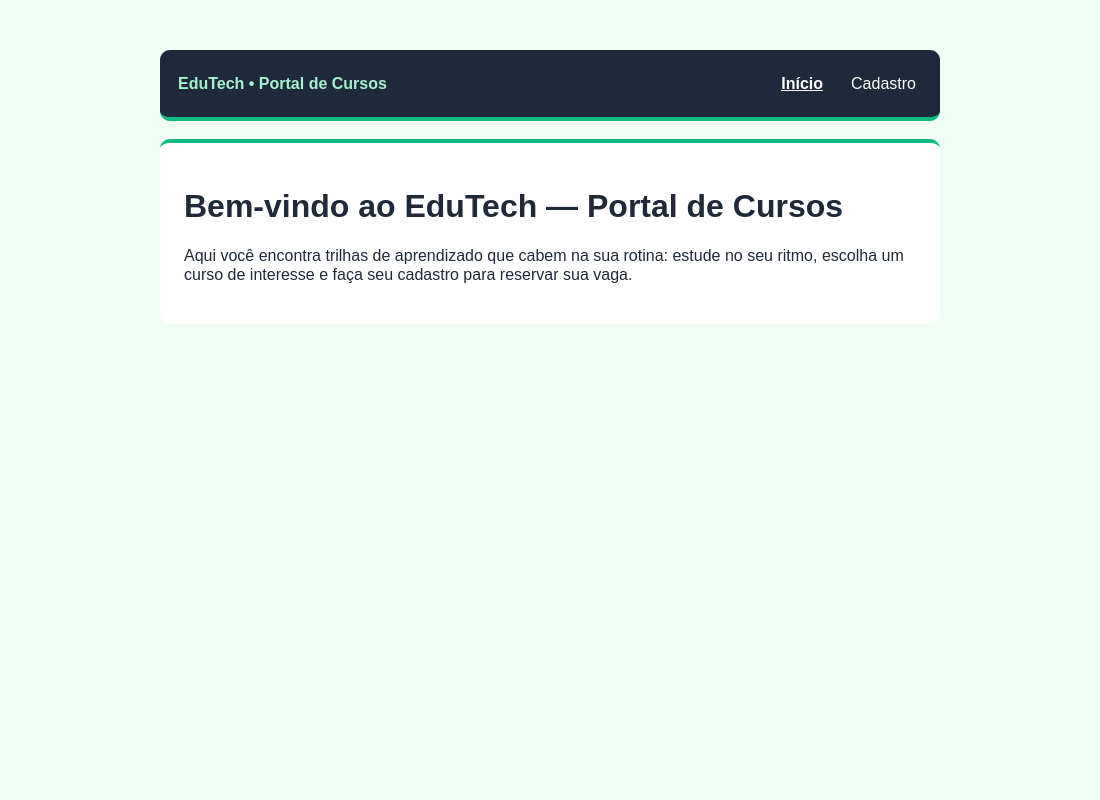 EduTech • Portal de Cursos
Início
Cadastro
Bem-vindo ao EduTech — Portal de Cursos
Aqui você encontra trilhas de aprendizado que cabem na sua rotina: estude no seu ritmo, escolha um
curso de interesse e faça seu cadastro para reservar sua vaga.